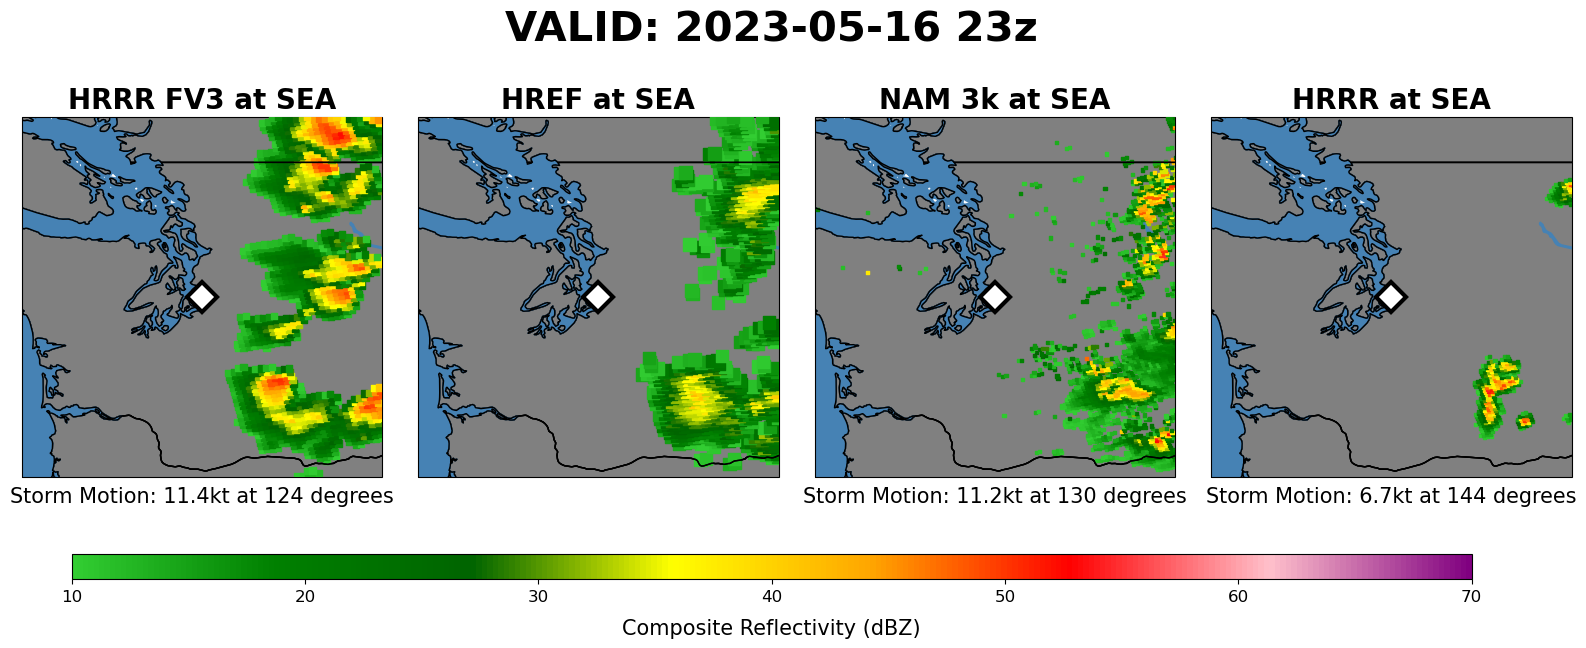 VALID: 2023-05-16 23z
HRRR FV3 at SEA
HREF at SEA
NAM 3k at SEA
HRRR at SEA
Storm Motion: 11.4kt at 124 degrees
Storm Motion: 11.2kt at 130 degrees
Storm Motion: 6.7kt at 144 degrees
10 20 30 40 50 60 70
Composite Reflectivity (dBZ)